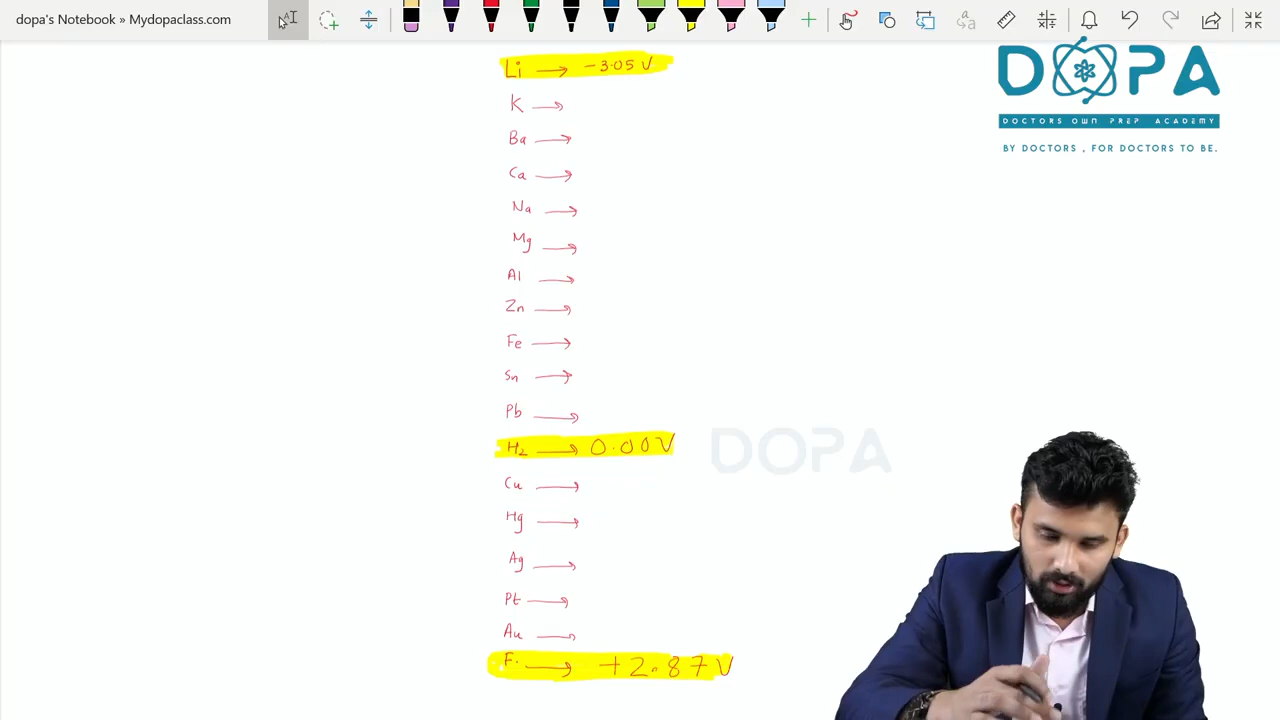 dopa's Notebook » Mydopaclass.com
DOPA
DOCTORS OWN PREP ACADEMY
BY DOCTORS , FOR DOCTORS TO BE.
Li → -3.05 V
K →
Ba →
Ca →
Na →
Mg →
Al →
Zn →
Fe →
Sn →
Pb →
H₂ → 0.00V
Cu →
Hg →
Ag →
Pt →
Au →
F. → +2.87 V
DOPA